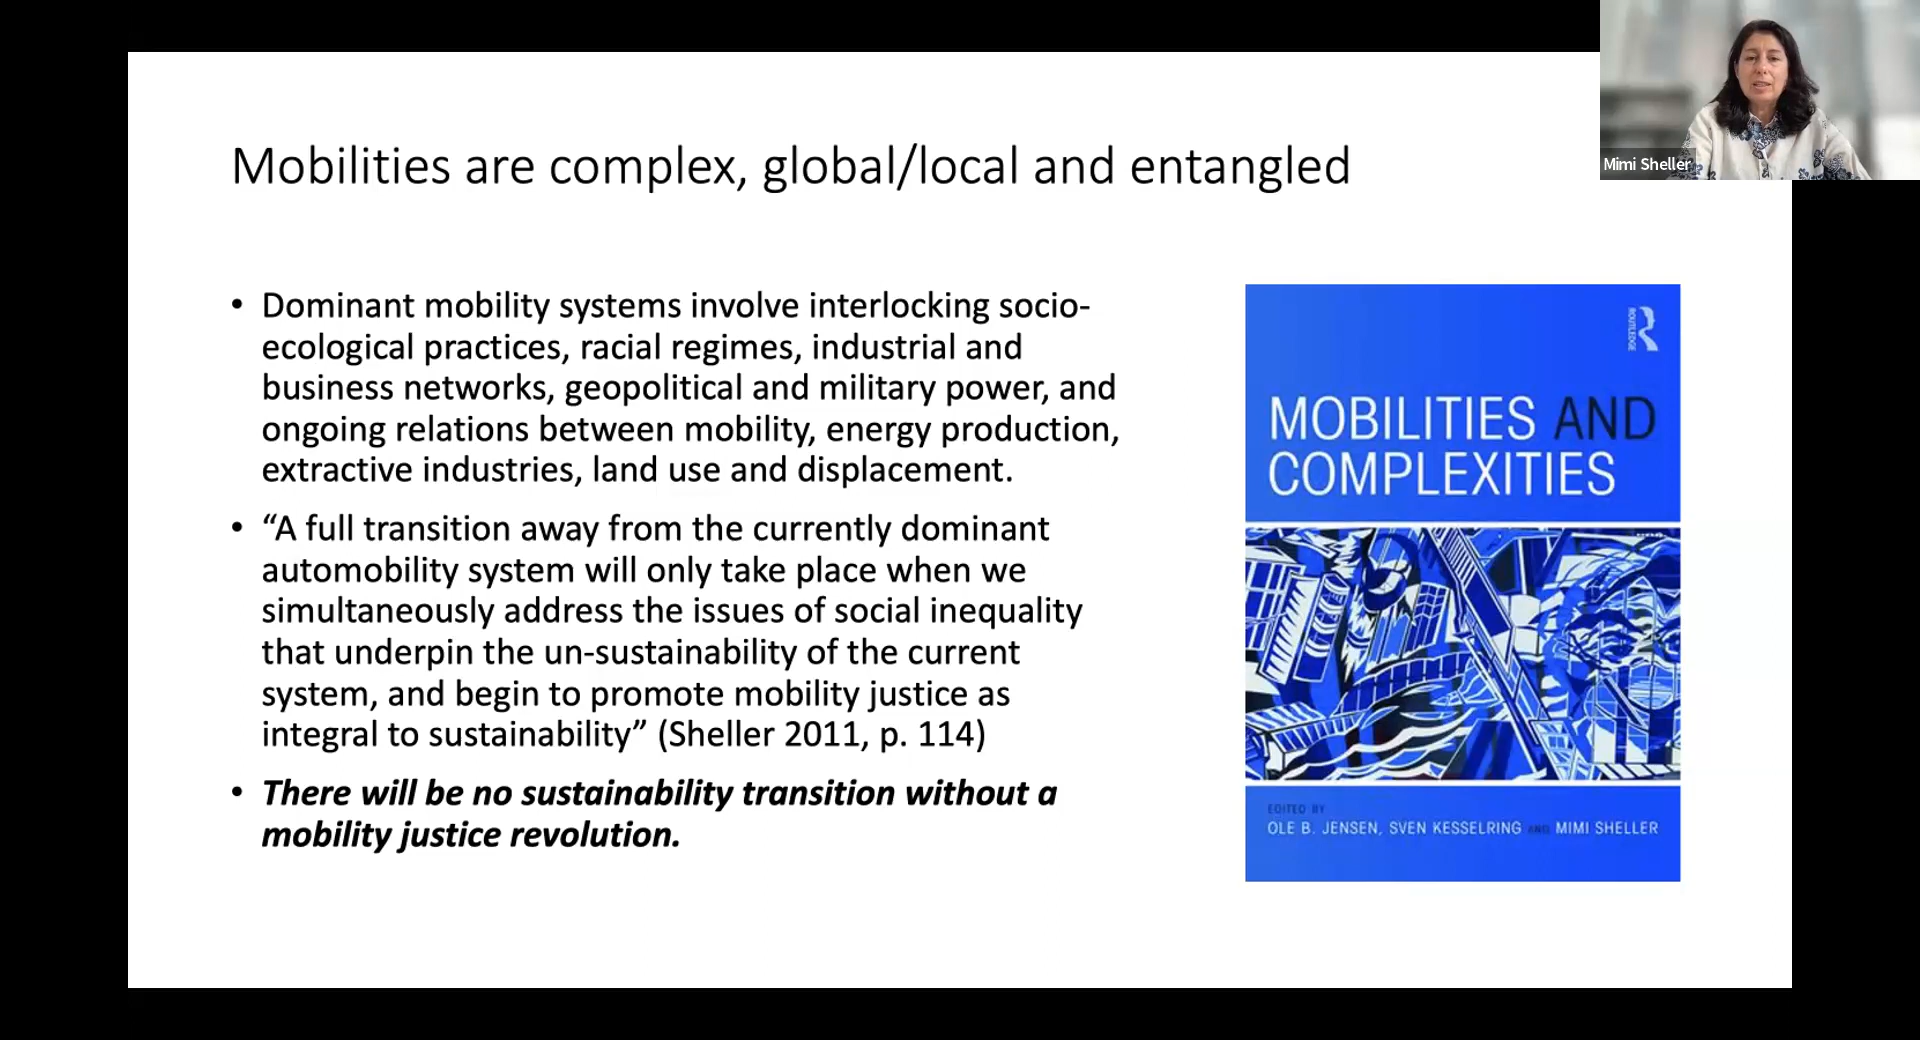 Mimi Sheller
Mobilities are complex, global/local and entangled
• Dominant mobility systems involve interlocking socio-
ecological practices, racial regimes, industrial and
business networks, geopolitical and military power, and
ongoing relations between mobility, energy production,
extractive industries, land use and displacement.
• “A full transition away from the currently dominant
automobility system will only take place when we
simultaneously address the issues of social inequality
that underpin the un-sustainability of the current
system, and begin to promote mobility justice as
integral to sustainability” (Sheller 2011, p. 114)
• There will be no sustainability transition without a
mobility justice revolution.
ROUTLEDGE
MOBILITIES AND
COMPLEXITIES
EDITED BY
OLE B. JENSEN, SVEN KESSELRING AND MIMI SHELLER